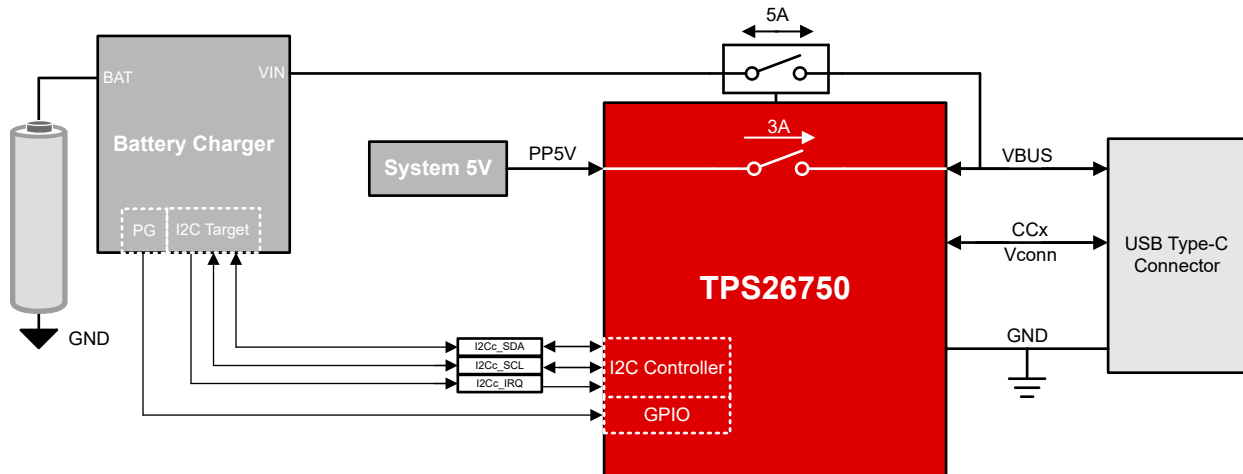 5A
BAT
VIN
Battery Charger
3A
System 5V
PP5V
VBUS
PG
I2C Target
CCx
Vconn
USB Type-C
Connector
TPS26750
GND
GND
I2Cc_SDA
I2Cc_SCL
I2Cc_IRQ
I2C Controller
GPIO